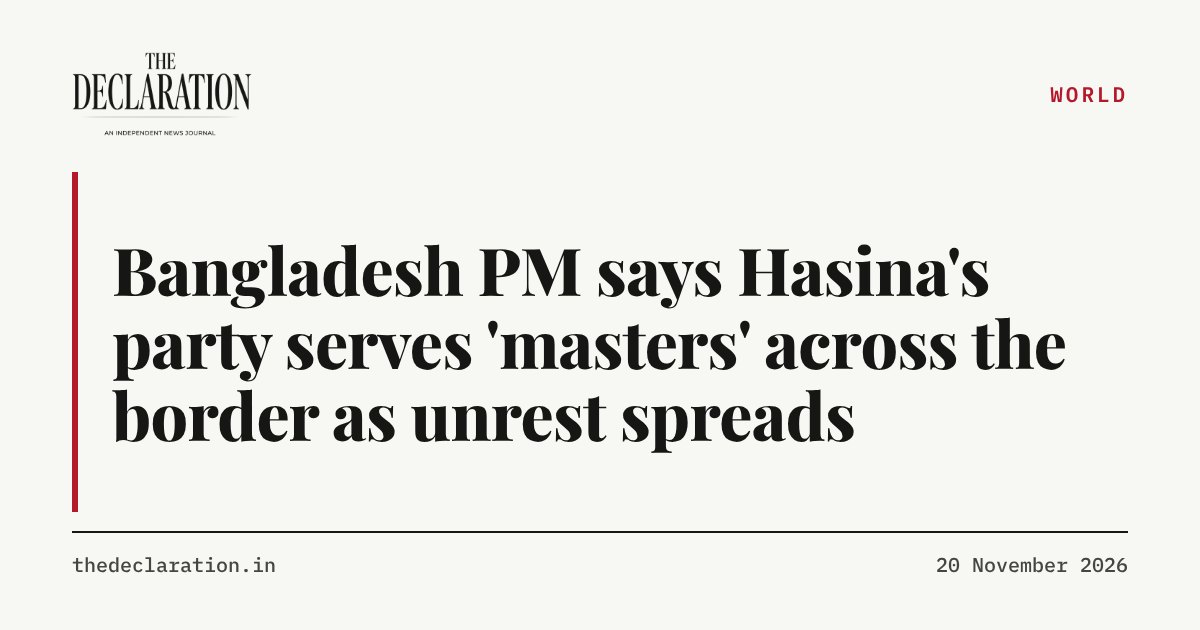 THE
DECLARATION
AN INDEPENDENT NEWS JOURNAL
WORLD
Bangladesh PM says Hasina's
party serves 'masters' across the
border as unrest spreads
thedeclaration.in
20 November 2026